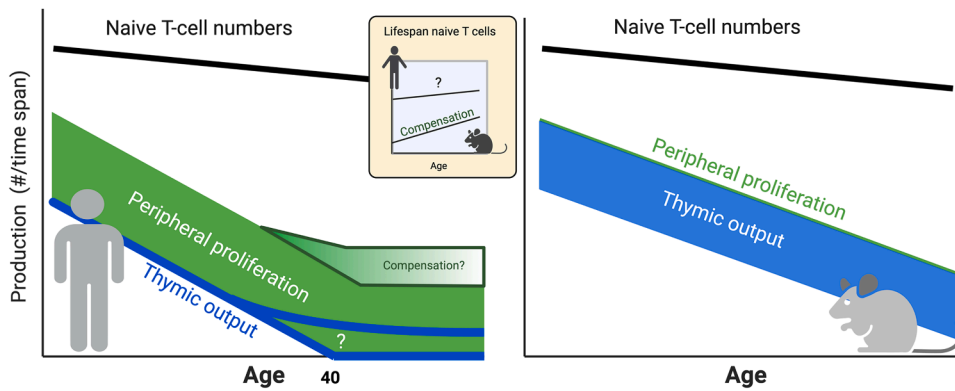 Naive T-cell numbers
Production (#/time span)
Peripheral proliferation
Thymic output
Compensation?
?
Age
40
Lifespan naive T cells
?
Compensation
Age
Naive T-cell numbers
Peripheral proliferation
Thymic output
Age